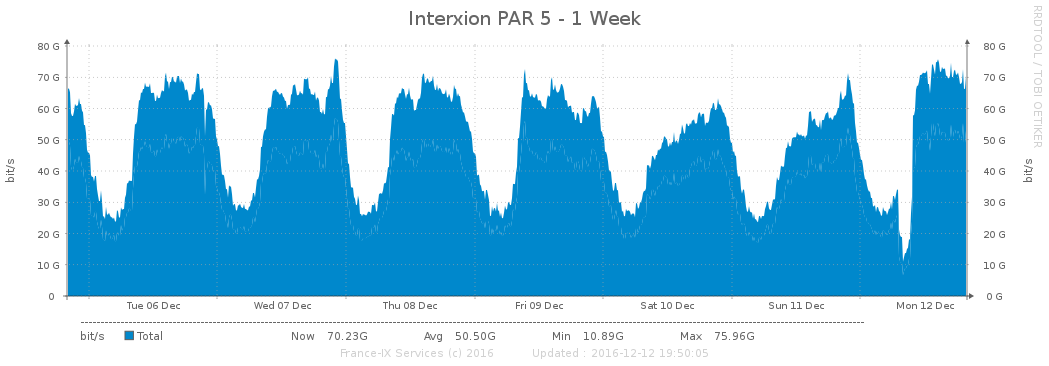 Interxion PAR 5 - 1 Week
RRDTOOL / TOBI OETIKER
80 G 80 G
70 G 70 G
60 G 60 G
50 G 50 G
40 G 40 G
30 G 30 G
20 G 20 G
10 G 10 G
0 0 G
bit/s bit/s
Tue 06 Dec Wed 07 Dec Thu 08 Dec Fri 09 Dec Sat 10 Dec Sun 11 Dec Mon 12 Dec
bit/s Total Now 70.23G Avg 50.50G Min 10.89G Max 75.96G
France-IX Services (c) 2016 Updated : 2016-12-12 19:50:05